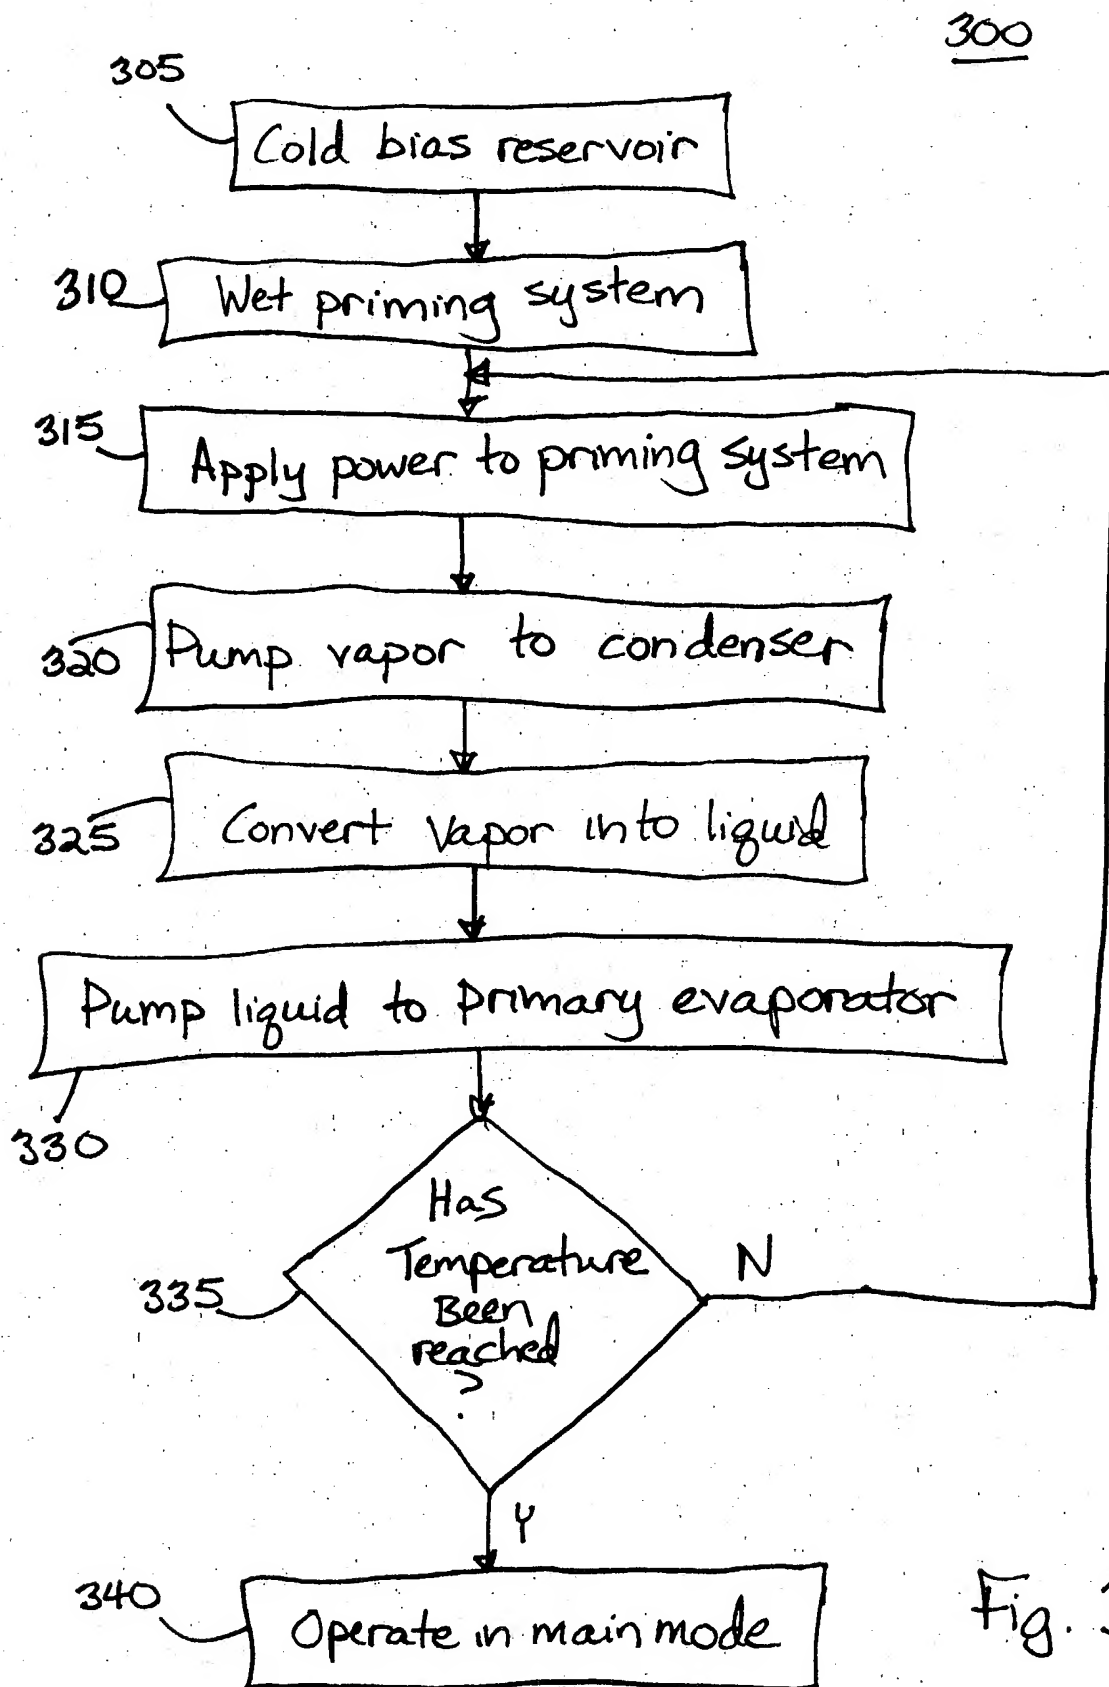 300
305
Cold bias reservoir
310
Wet priming system
315
Apply power to priming system
320
Pump vapor to condenser
325
Convert Vapor into liquid
Pump liquid to primary evaporator
330
Has
Temperature
Been
reached
?
N
335
Y
340
Operate in main mode
Fig.